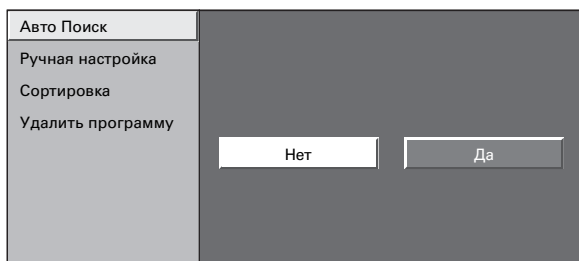 Авто Поиск
Ручная настройка
Сортировка
Удалить программу
Нет Да